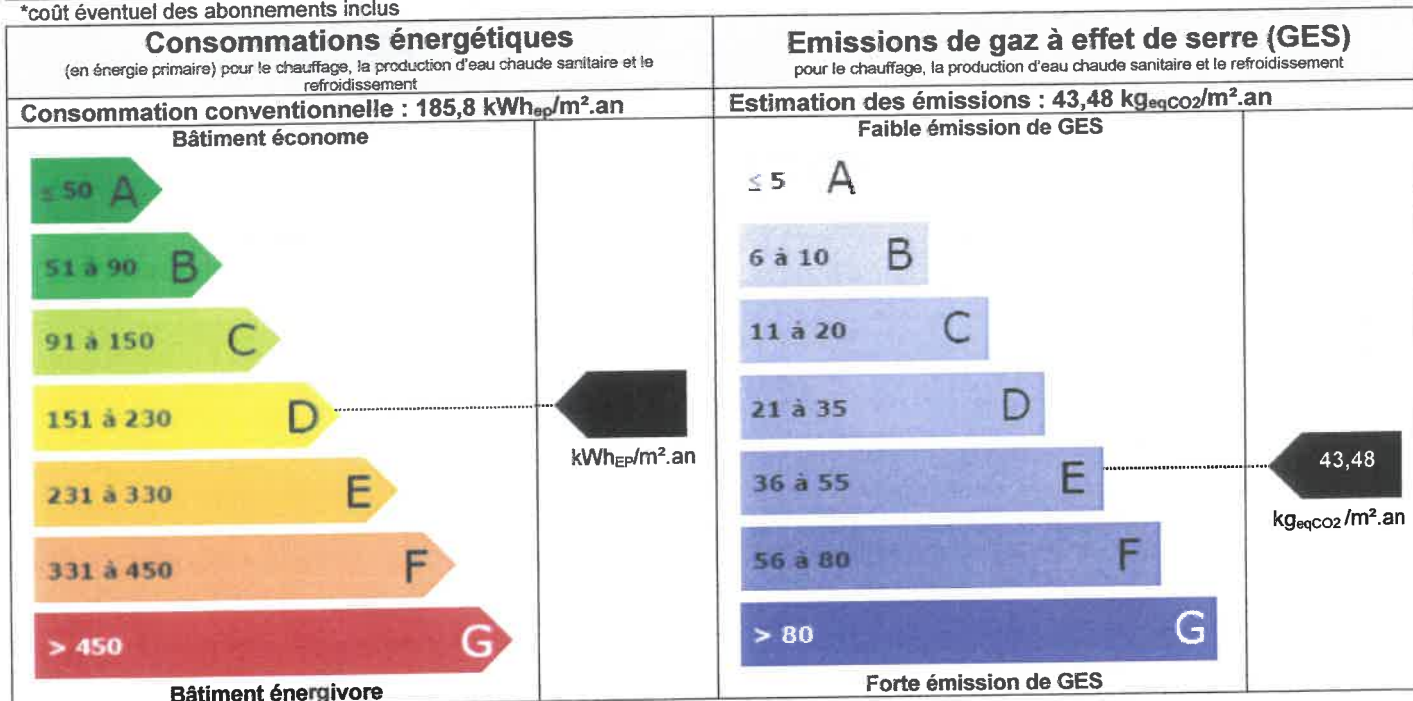 *coût éventuel des abonnements inclus
Consommations énergétiques
(en énergie primaire) pour le chauffage, la production d'eau chaude sanitaire et le
refroidissement
Consommation conventionnelle : 185,8 kWhep/m².an
Bâtiment économe
≤ 50 A
51 à 90 B
91 à 150 C
151 à 230 D
kWhEP/m².an
231 à 330 E
331 à 450 F
> 450 G
Bâtiment énergivore
Emissions de gaz à effet de serre (GES)
pour le chauffage, la production d'eau chaude sanitaire et le refroidissement
Estimation des émissions : 43,48 kgeqCO2/m².an
Faible émission de GES
≤ 5 A
6 à 10 B
11 à 20 C
21 à 35 D
36 à 55 E
43,48
kgeqCO2/m².an
56 à 80 F
> 80 G
Forte émission de GES